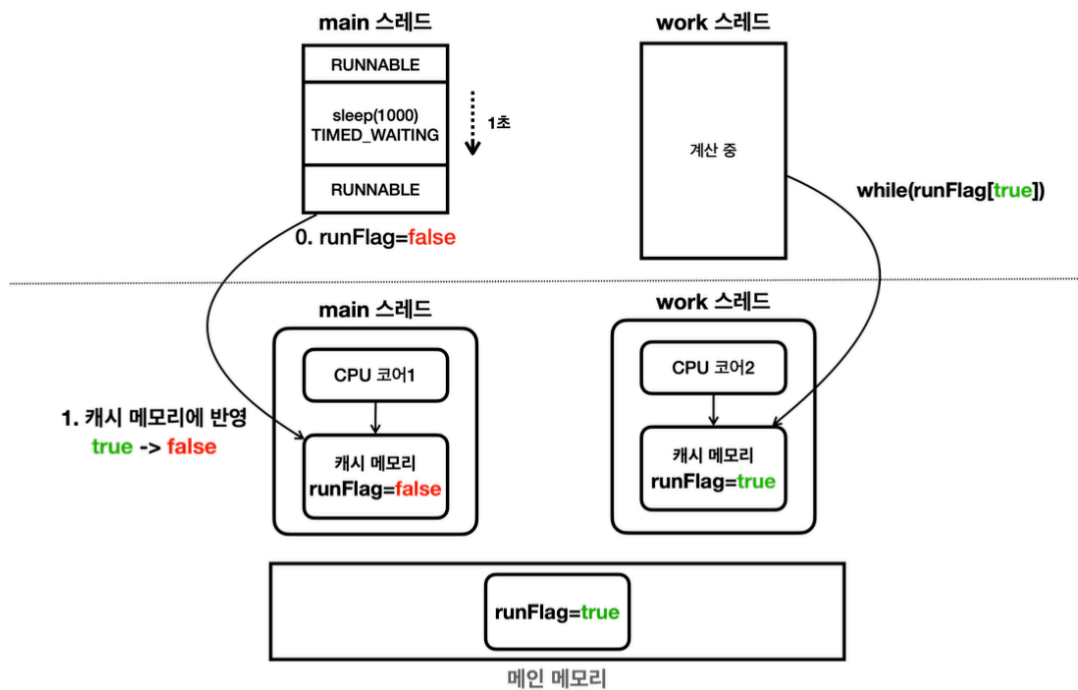 main 스레드
work 스레드
RUNNABLE
sleep(1000)
TIMED_WAITING
1초
RUNNABLE
계산 중
while(runFlag[true])
0. runFlag=false
main 스레드
work 스레드
CPU 코어1
CPU 코어2
1. 캐시 메모리에 반영
true -> false
캐시 메모리
runFlag=false
캐시 메모리
runFlag=true
runFlag=true
메인 메모리